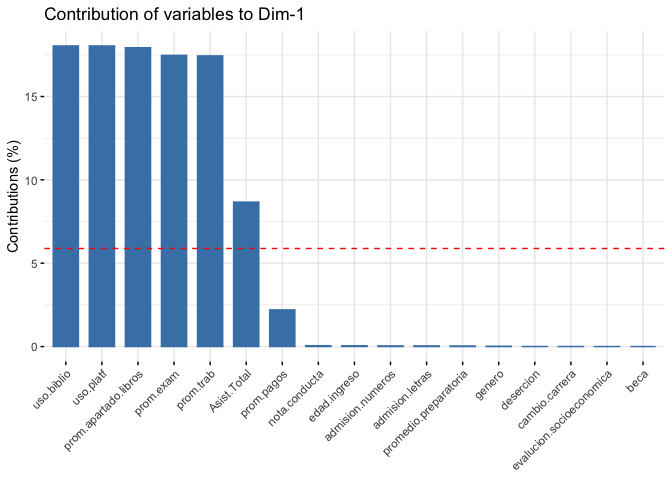 Contribution of variables to Dim-1
Contributions (%)
15
10
5
0
uso.biblio
uso.platf
prom.apartado.libros
prom.exam
prom.trab
Asist.Total
prom.pagos
nota.conducta
edad.ingreso
admision.numeros
admision.letras
promedio.preparatoria
genero
desercion
cambio.carrera
evalucion.socioeconomica
beca